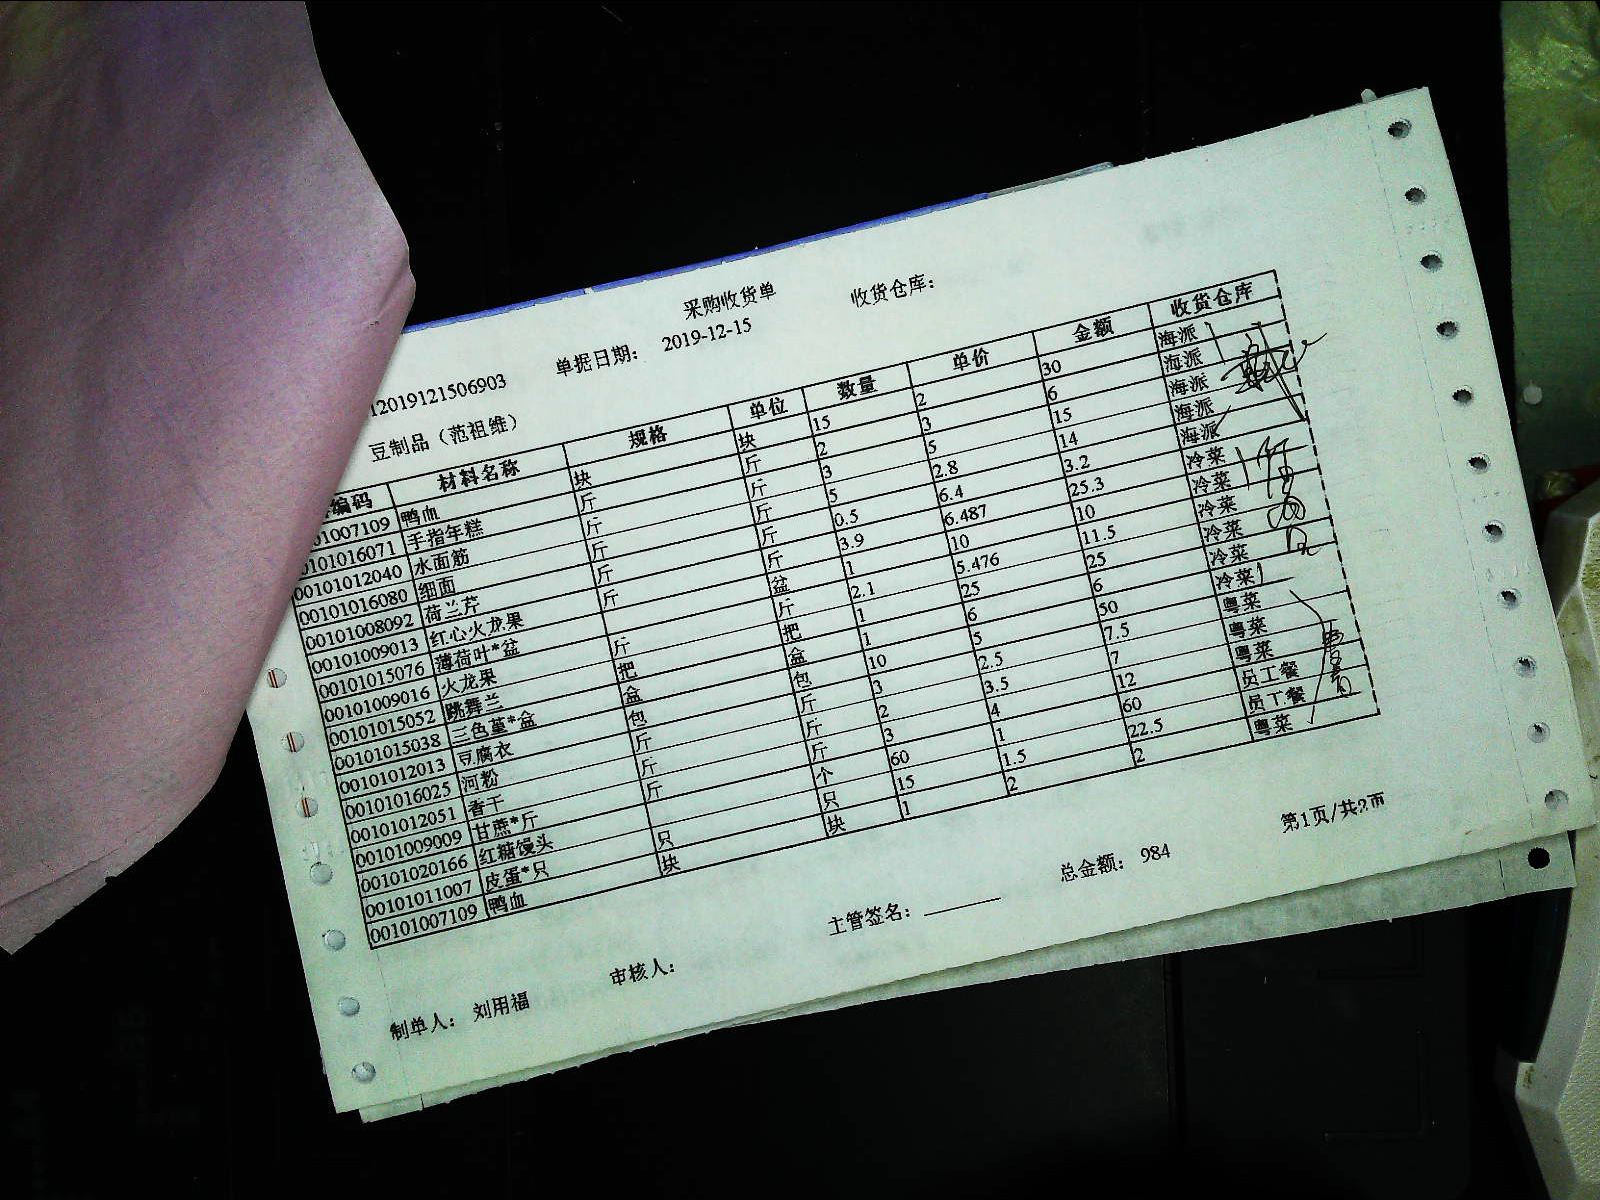 采购收货单
收货仓库：
12019121506903 单据日期： 2019-12-15
豆制品（范祖维）
编码 材料名称 规格 单位 数量 单价 金额 收货仓库
01007109 鸭血 块 块 15 2 30 海派
0101016071 手指年糕 斤 斤 2 3 6 海派
00101012040 水面筋 斤 斤 3 5 15 海派
00101016080 细面 斤 斤 5 2.8 14 海派
00101008092 荷兰芹 斤 斤 0.5 6.4 3.2 海派
00101009013 红心火龙果 斤 斤 3.9 6.487 25.3 冷菜
00101015076 薄荷叶*盆 盆 1 10 10 冷菜
00101009016 火龙果 斤 斤 2.1 5.476 11.5 冷菜
00101015052 跳舞兰 把 把 1 25 25 冷菜
00101015038 三色堇*盒 盒 盒 1 6 6 冷菜
00101012013 豆腐衣 包 包 10 5 50 冷菜
00101016025 河粉 斤 斤 3 2.5 7.5 粤菜
00101012051 香干 斤 斤 2 3.5 7 粤菜
00101009009 甘蔗*斤 斤 斤 3 4 12 粤菜
00101020166 红糖馒头 个 60 1 60 员工餐
00101011007 皮蛋*只 只 只 15 1.5 22.5 员工餐
00101007109 鸭血 块 块 1 2 2 粤菜
制单人： 刘用福 审核人： 主管签名： 总金额： 984 第1页/共2页